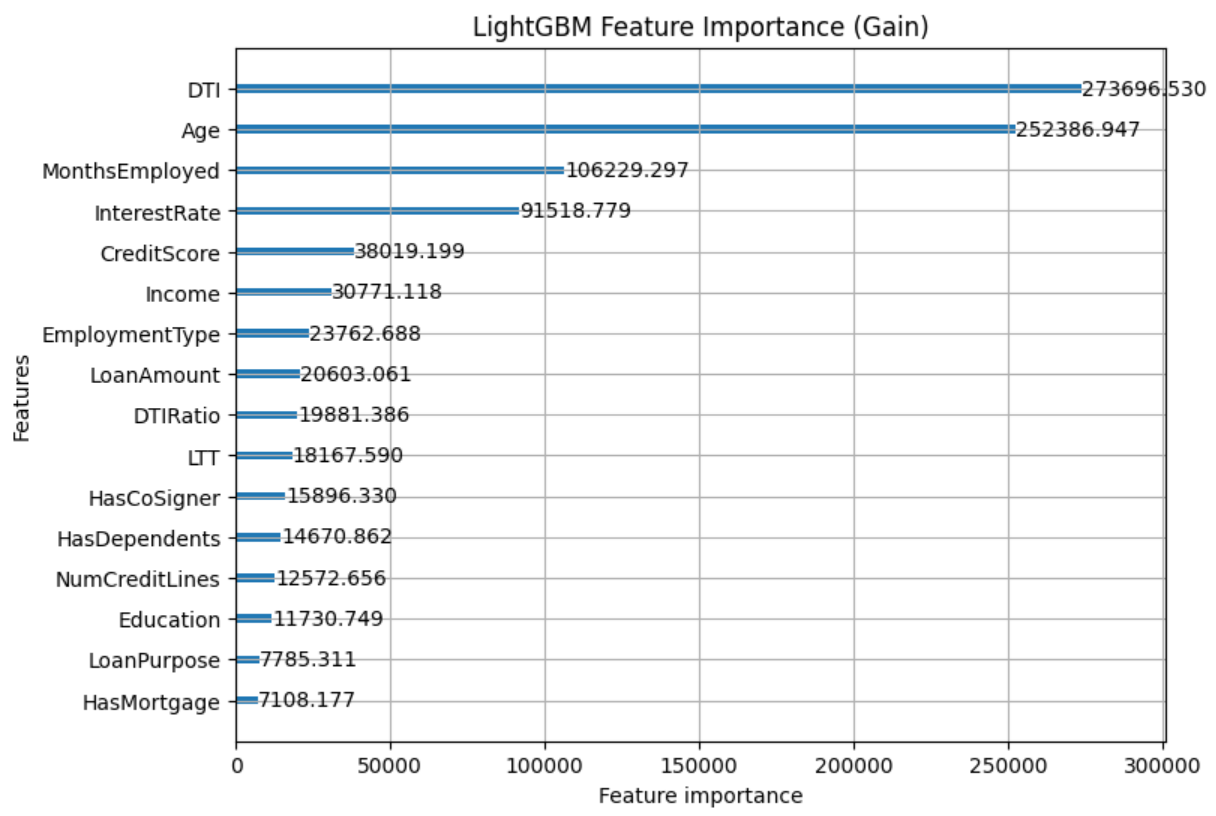 LightGBM Feature Importance (Gain)
DTI 273696.530
Age 252386.947
MonthsEmployed 106229.297
InterestRate 91518.779
CreditScore 38019.199
Income 30771.118
EmploymentType 23762.688
LoanAmount 20603.061
DTIRatio 19881.386
LTT 18167.590
HasCoSigner 15896.330
HasDependents 14670.862
NumCreditLines 12572.656
Education 11730.749
LoanPurpose 7785.311
HasMortgage 7108.177
Features
0 50000 100000 150000 200000 250000 300000
Feature importance